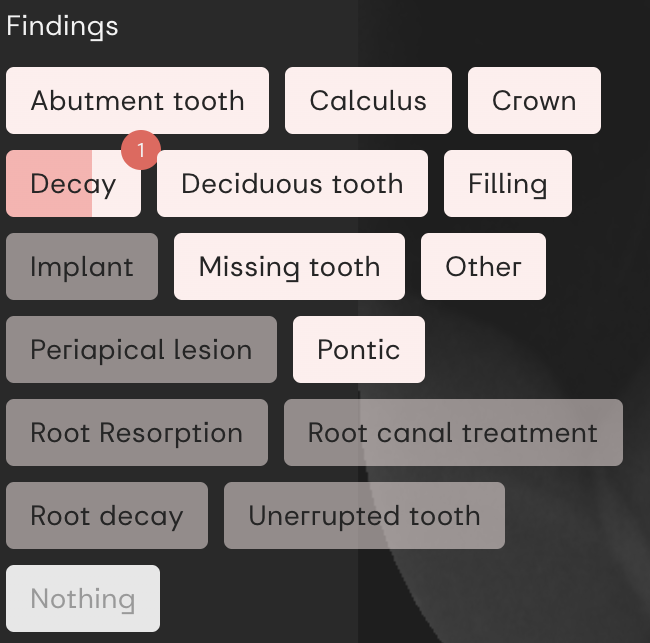 Findings
Abutment tooth Calculus Crown
1
Decay Deciduous tooth Filling
Implant Missing tooth Other
Periapical lesion Pontic
Root Resorption Root canal treatment
Root decay Unerrupted tooth
Nothing